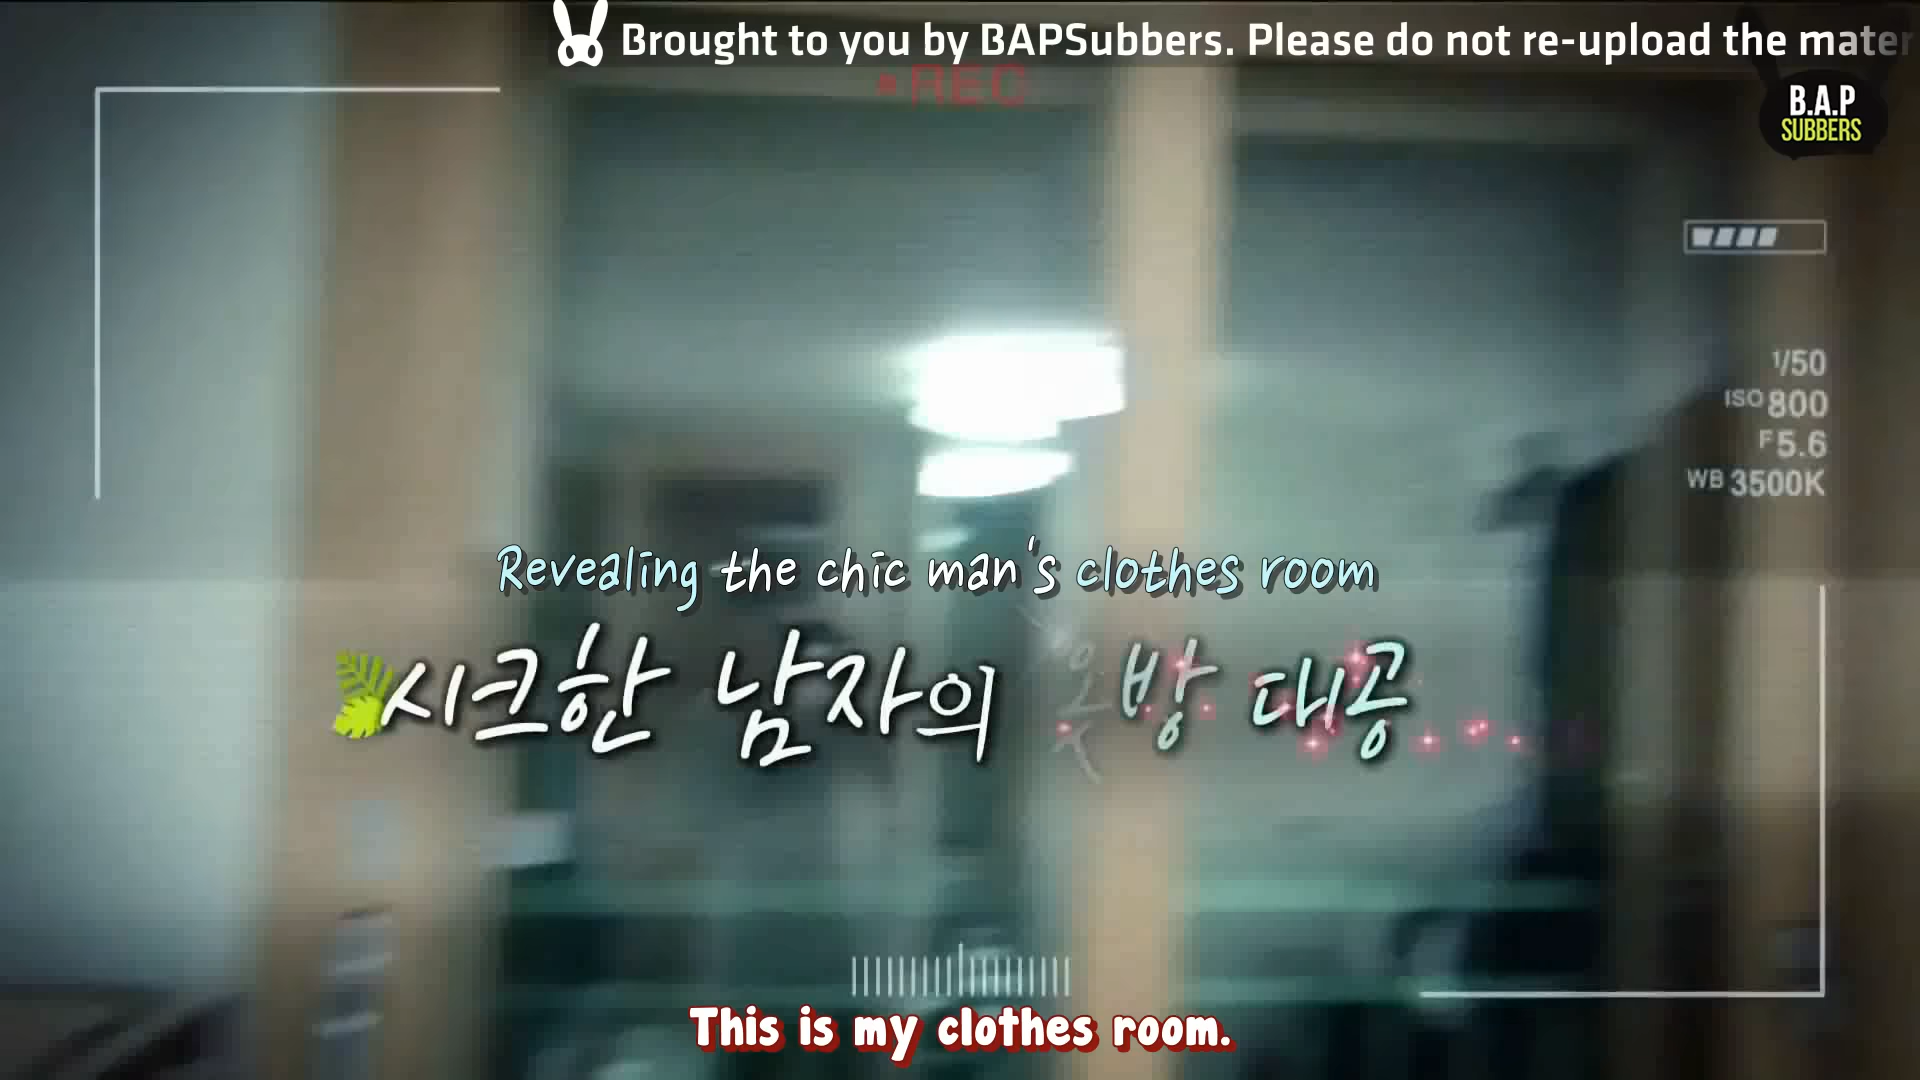 Brought to you by BAPSubbers. Please do not re-upload the mater
•REC
B.A.P
SUBBERS
1/50
ISO 800
F 5.6
WB 3500K
Revealing the chic man's clothes room
시크한 남자의 옷방 대공
This is my clothes room.